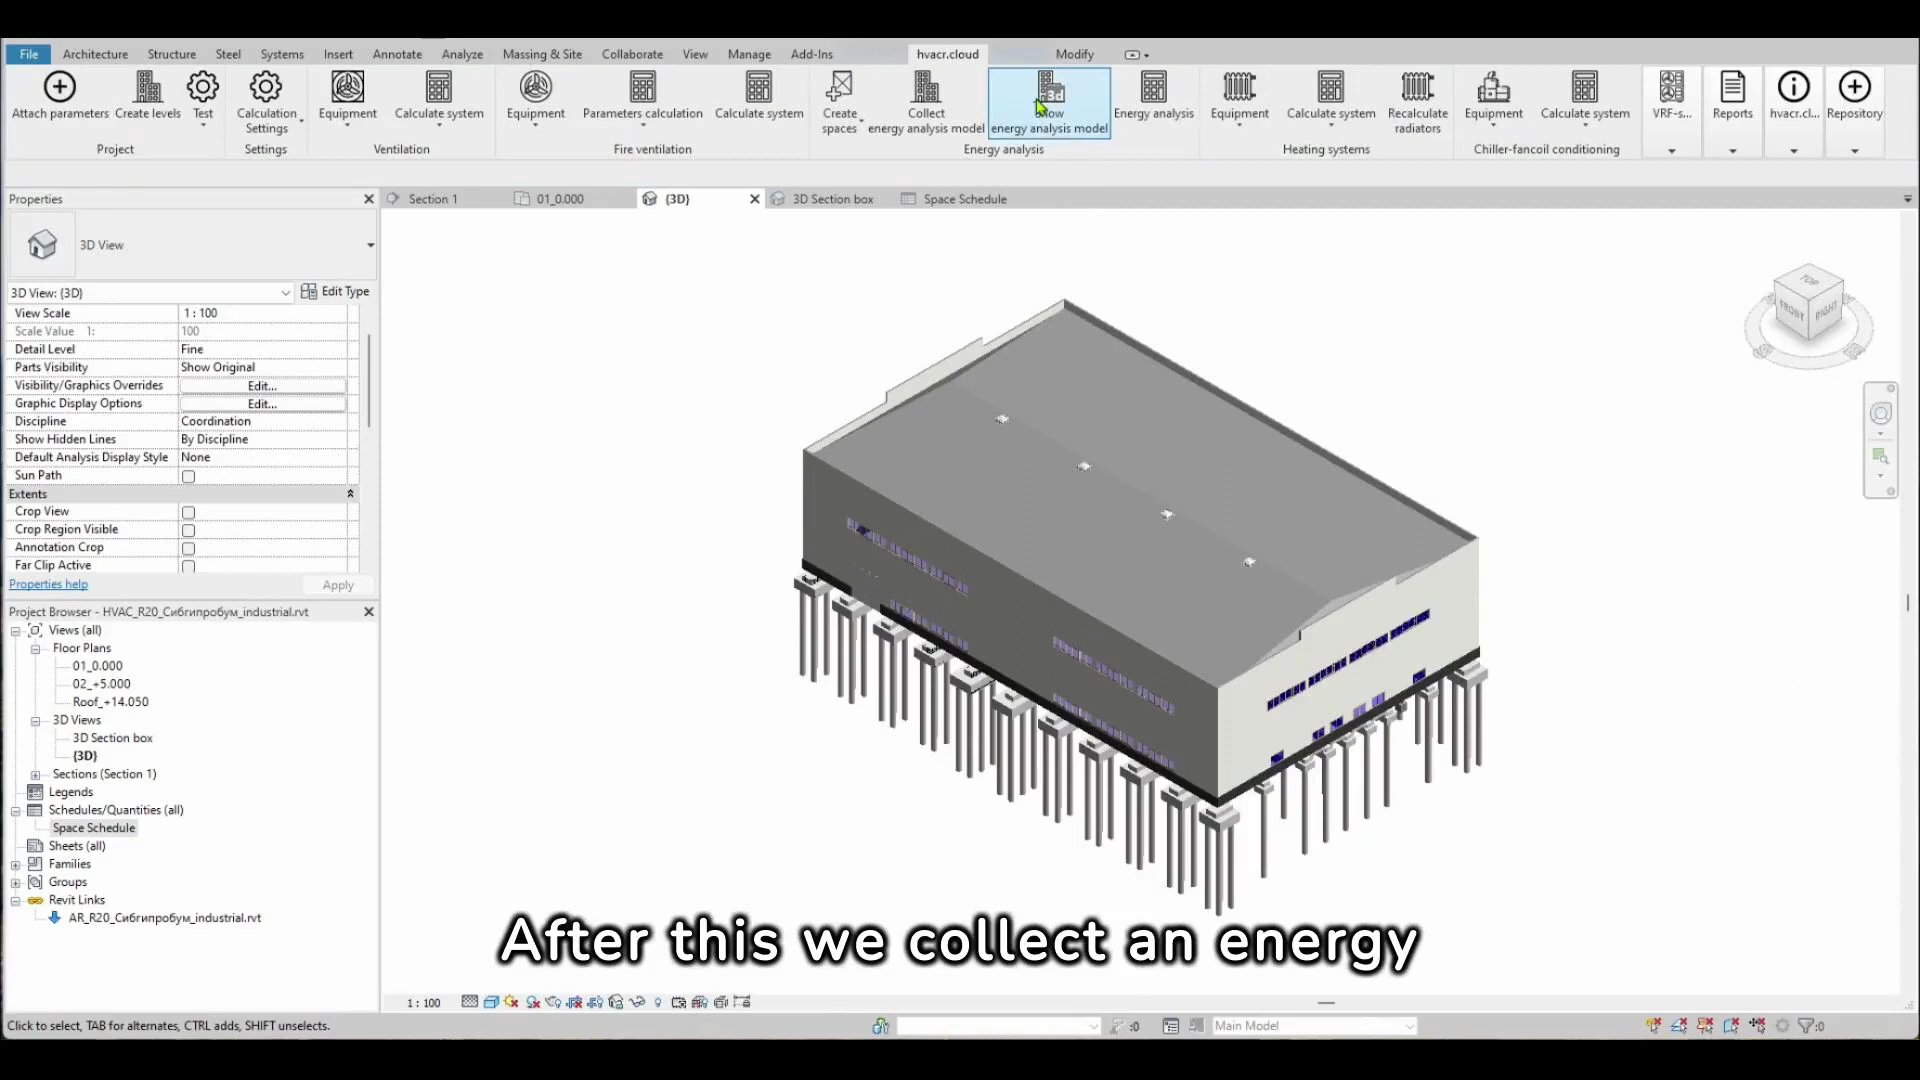 File Architecture Structure Steel Systems Insert Annotate Analyze Massing & Site Collaborate View Manage Add-Ins hvacr.cloud Modify
Attach parameters Create levels Test Calculation Settings Equipment Calculate system Equipment Parameters calculation Calculate system Create spaces Collect energy analysis model energy analysis model Energy analysis Equipment Calculate system Recalculate radiators Equipment Calculate system VRF-s... Reports hvacr.cl... Repository
Project Settings Ventilation Fire ventilation Energy analysis Heating systems Chiller-fancoil conditioning
Properties
Section 1 01_0.000 {3D} 3D Section box Space Schedule
3D View
3D View: {3D} Edit Type
View Scale 1 : 100
Scale Value 1: 100
Detail Level Fine
Parts Visibility Show Original
Visibility/Graphics Overrides Edit...
Graphic Display Options Edit...
Discipline Coordination
Show Hidden Lines By Discipline
Default Analysis Display Style None
Sun Path
Extents
Crop View
Crop Region Visible
Annotation Crop
Far Clip Active
Properties help Apply
Project Browser - HVAC_R20_Сибгипробум_industrial.rvt
Views (all)
Floor Plans
01_0.000
02_+5.000
Roof_+14.050
3D Views
3D Section box
{3D}
Sections (Section 1)
Legends
Schedules/Quantities (all)
Space Schedule
Sheets (all)
Families
Groups
Revit Links
AR_R20_Сибгипробум_industrial.rvt
TOP
FRONT RIGHT
After this we collect an energy
1 : 100
Click to select, TAB for alternates, CTRL adds, SHIFT unselects.
:0 Main Model :0